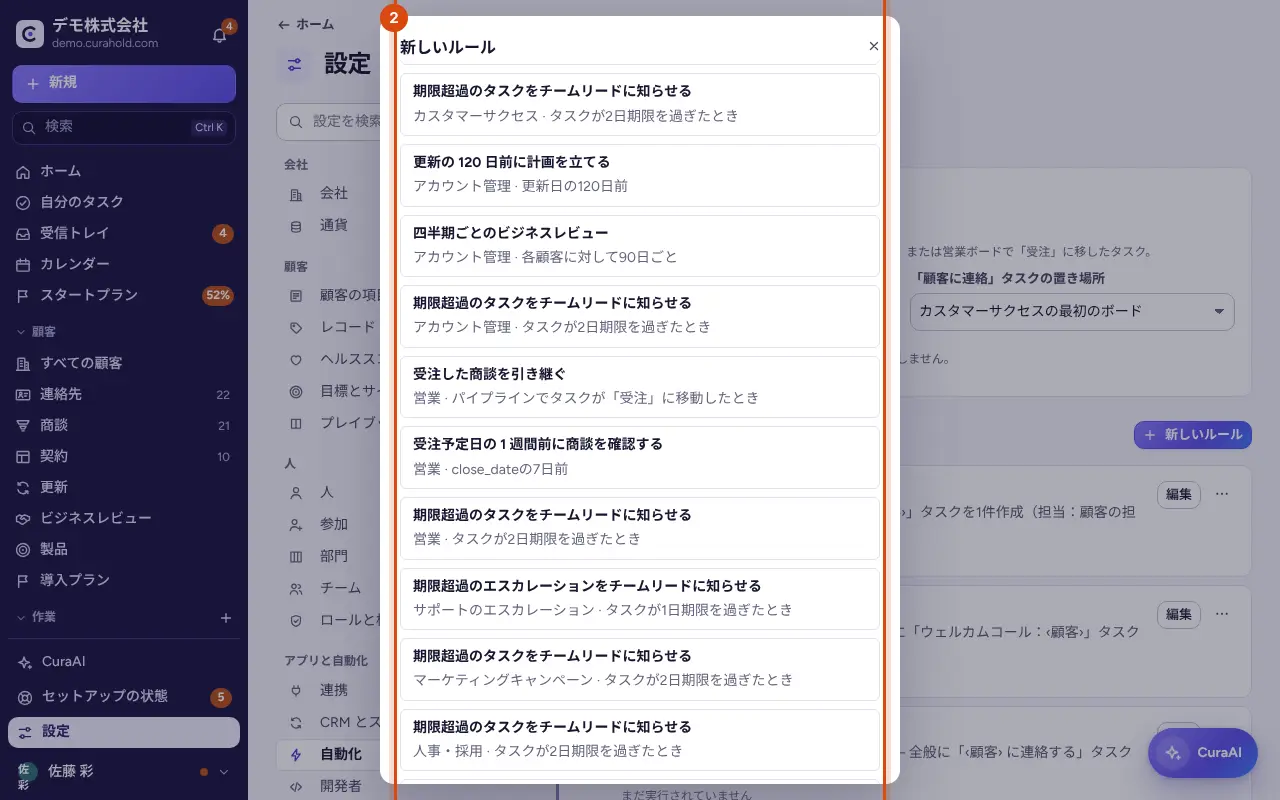 デモ株式会社
demo.curahold.com
4
+ 新規
検索
Ctrl K
ホーム
自分のタスク
受信トレイ
4
カレンダー
スタートプラン
52%
顧客
すべての顧客
連絡先
22
商談
21
契約
10
更新
ビジネスレビュー
製品
導入プラン
作業
CuraAI
セットアップの状態
5
設定
佐彩
佐藤 彩
← ホーム
設定
設定を検索
会社
会社
通貨
顧客
顧客の項
レコード
ヘルスス
目標とサ
プレイブッ
人
人
参加
部門
チーム
ロールと
アプリと自動化
連携
CRM とス
自動化
開発者
2
新しいルール
×
期限超過のタスクをチームリードに知らせる
カスタマーサクセス · タスクが2日期限を過ぎたとき
更新の 120 日前に計画を立てる
アカウント管理 · 更新日の120日前
四半期ごとのビジネスレビュー
アカウント管理 · 各顧客に対して90日ごと
期限超過のタスクをチームリードに知らせる
アカウント管理 · タスクが2日期限を過ぎたとき
受注した商談を引き継ぐ
営業 · パイプラインでタスクが「受注」に移動したとき
受注予定日の 1 週間前に商談を確認する
営業 · close_dateの7日前
期限超過のタスクをチームリードに知らせる
営業 · タスクが2日期限を過ぎたとき
期限超過のエスカレーションをチームリードに知らせる
サポートのエスカレーション · タスクが1日期限を過ぎたとき
期限超過のタスクをチームリードに知らせる
マーケティングキャンペーン · タスクが2日期限を過ぎたとき
期限超過のタスクをチームリードに知らせる
人事・採用 · タスクが2日期限を過ぎたとき
または営業ボードで「受注」に移したタスク。
「顧客に連絡」タスクの置き場所
カスタマーサクセスの最初のボード
しません。
+ 新しいルール
編集
…
›」タスクを1件作成（担当：顧客の担
編集
…
に「ウェルカムコール：‹顧客›」タスク
全般に「‹顧客› に連絡する」タスク
CuraAI
まだ実行されていません